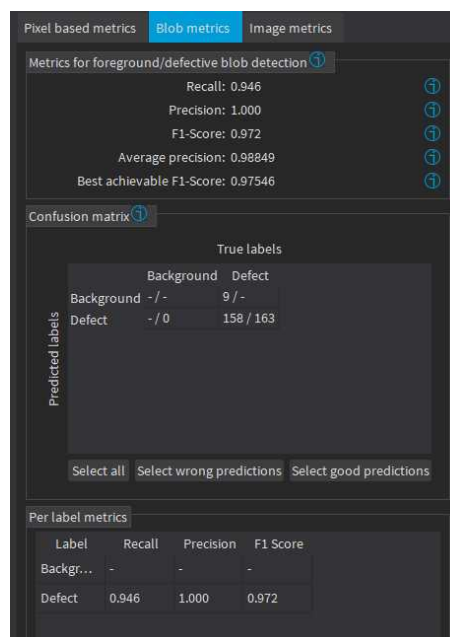 Pixel based metrics Blob metrics Image metrics
Metrics for foreground/defective blob detection
Recall: 0.946
Precision: 1.000
F1-Score: 0.972
Average precision: 0.98849
Best achievable F1-Score: 0.97546
Confusion matrix
True labels
Background Defect
Background - / - 9 / -
Defect - / 0 158 / 163
Predicted labels
Select all Select wrong predictions Select good predictions
Per label metrics
Label Recall Precision F1 Score
Backgr... - - -
Defect 0.946 1.000 0.972